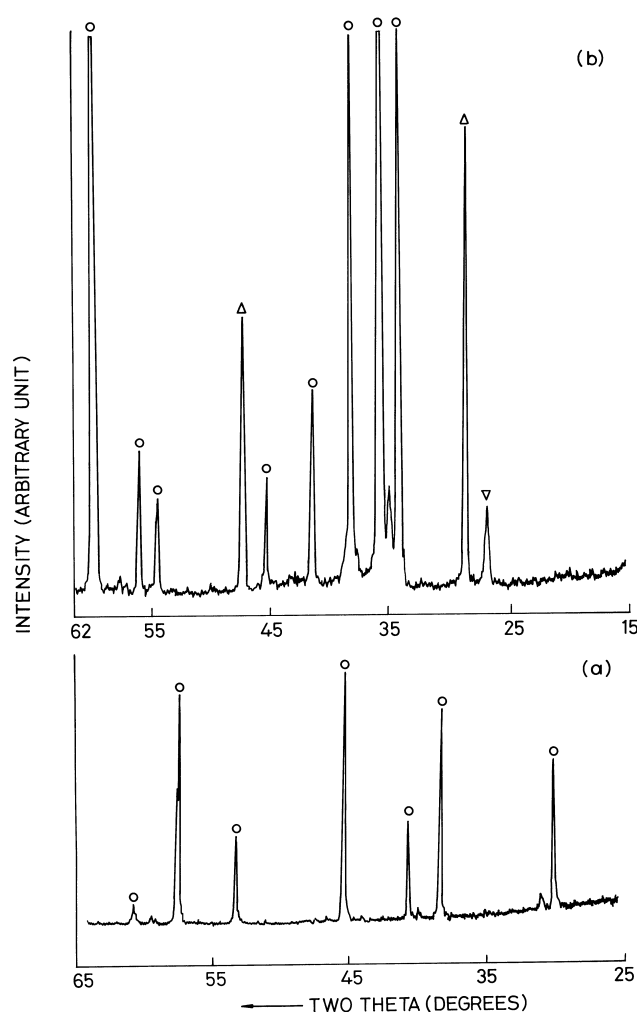 (b)
INTENSITY (ARBITRARY UNIT)
62 55 45 35 25 15
(a)
65 55 45 35 25
TWO THETA (DEGREES)